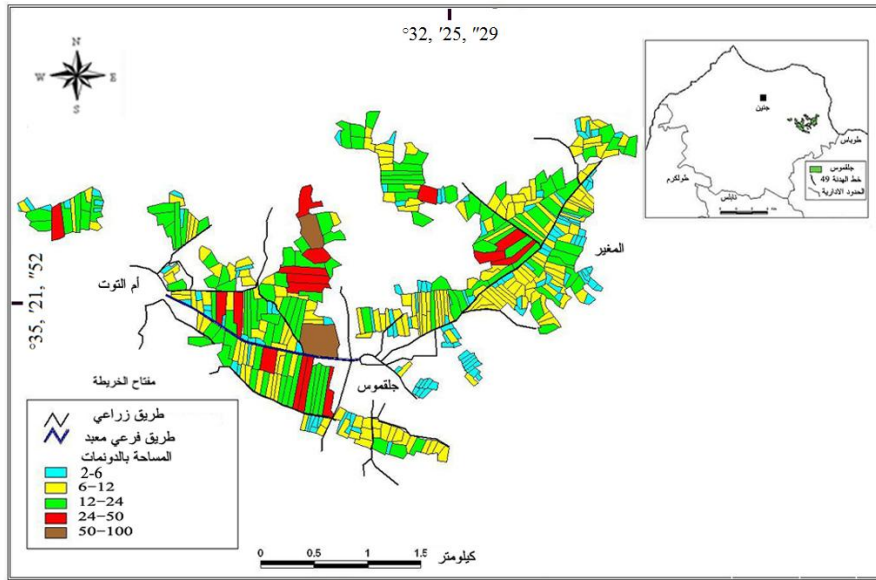 °32, '25, "29
N
W E
S
جنين
طوباس
طولكرم
نابلس
جلقموس
خط الهدنة 49
الحدود الادارية
المغير
أم التوت
°35, '21, "52
جلقموس
مفتاح الخريطة
طريق زراعي
طريق فرعي معبد
المساحة بالدونمات
2-6
6−12
12−24
24−50
50−100
0 0.5 1 1.5 كيلومتر